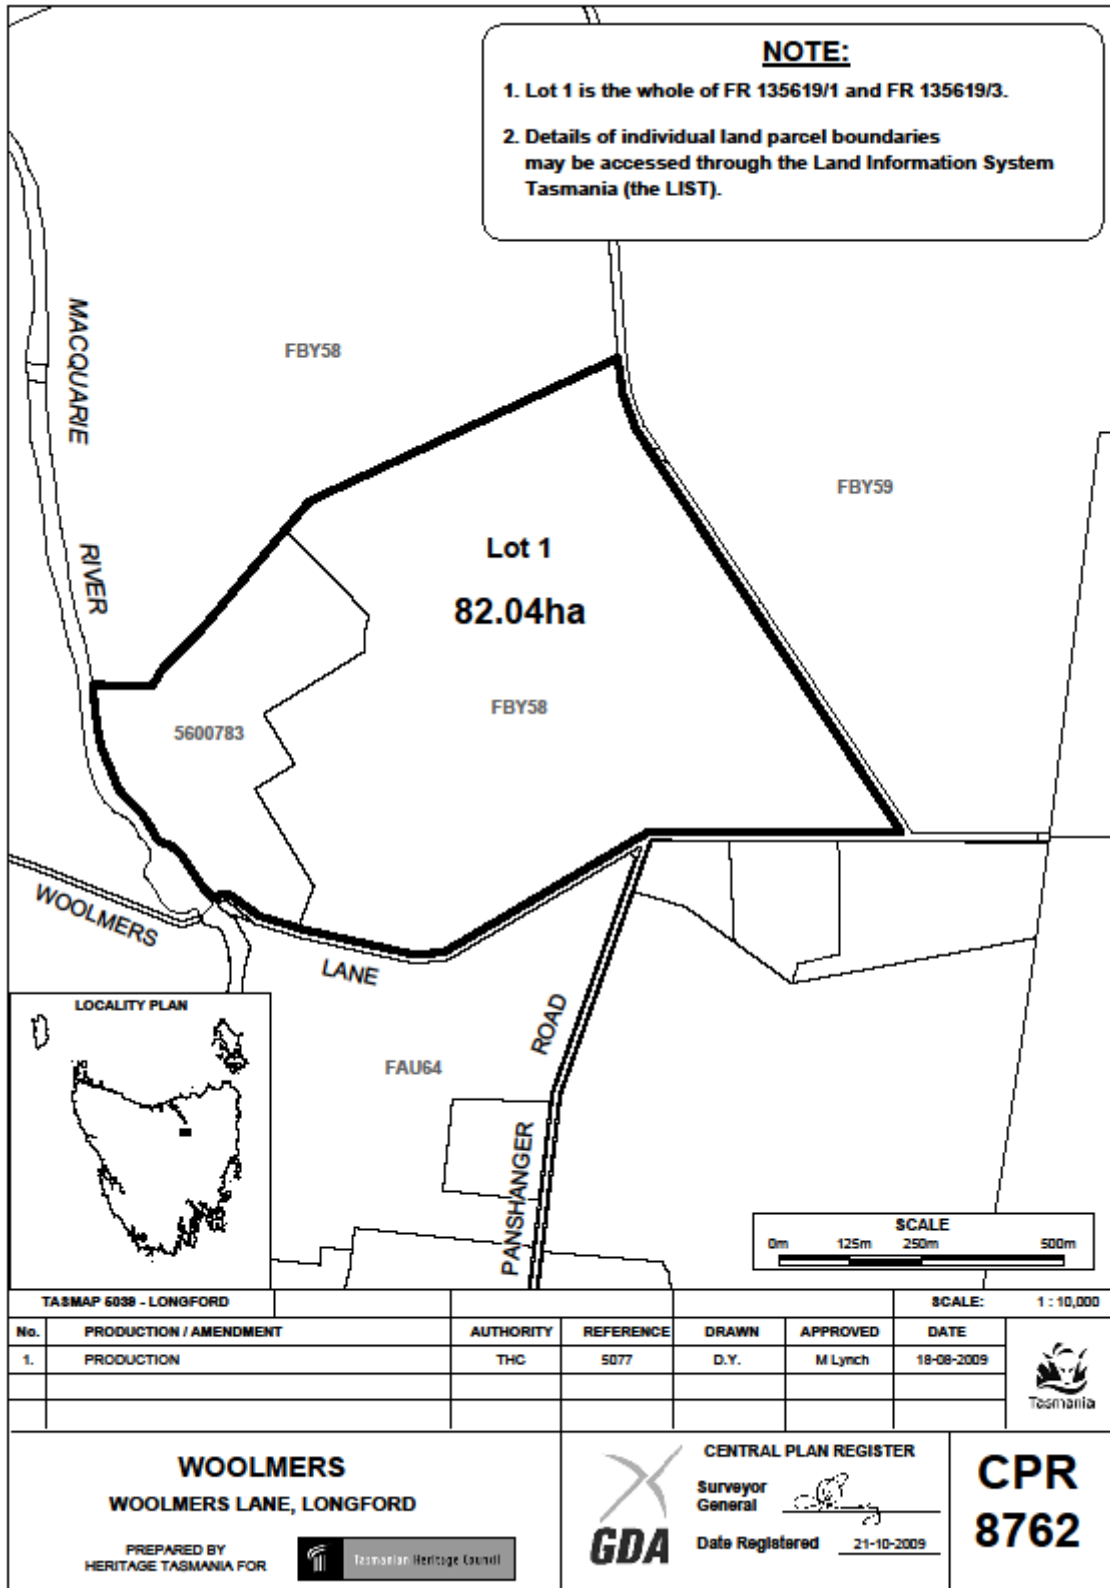 NOTE:
1. Lot 1 is the whole of FR 135619/1 and FR 135619/3.
2. Details of individual land parcel boundaries
may be accessed through the Land Information System
Tasmania (the LIST).
MACQUARIE
RIVER
FBY58
FBY59
Lot 1
82.04ha
FBY58
5600783
WOOLMERS
LANE
ROAD
PANSHANGER
FAU64
LOCALITY PLAN
SCALE
0m 125m 250m 500m
TASMAP 5039 - LONGFORD SCALE: 1 : 10,000
No. PRODUCTION / AMENDMENT AUTHORITY REFERENCE DRAWN APPROVED DATE
1. PRODUCTION THC 5077 D.Y. M Lynch 18-08-2009
Tasmania
WOOLMERS
WOOLMERS LANE, LONGFORD
PREPARED BY
HERITAGE TASMANIA FOR
Tasmanian Heritage Council
GDA
CENTRAL PLAN REGISTER
Surveyor
General
Date Registered 21-10-2009
CPR
8762